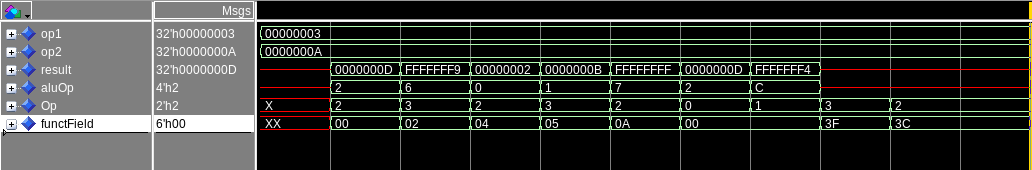 Msgs
op1 32'h00000003 00000003
op2 32'h0000000A 0000000A
result 32'h0000000D 0000000D FFFFFFF9 00000002 0000000B FFFFFFFF 0000000D FFFFFFF4
aluOp 4'h2 2 6 0 1 7 2 C
Op 2'h2 X 2 3 2 3 2 0 1 3 2
functField 6'h00 XX 00 02 04 05 0A 00 3F 3C